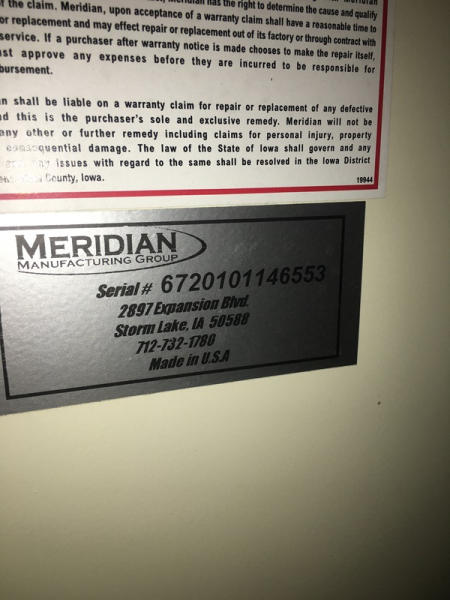 f the claim. Meridian, upon acceptance of a warranty claim shall have a reasonable time to
or replacement and may effect repair or replacement out of its factory or through contract with
service. If a purchaser after warranty notice is made chooses to make the repair itself,
st approve any expenses before they are incurred to be responsible for
bursement.
n shall be liable on a warranty claim for repair or replacement of any defective
nd this is the purchaser's sole and exclusive remedy. Meridian will not be
any other or further remedy including claims for personal injury, property
consequential damage. The law of the State of Iowa shall govern and any
any issues with regard to the same shall be resolved in the Iowa District
County, Iowa.
19944
MERIDIAN
MANUFACTURING GROUP
Serial # 6720101146553
2897 Expansion Blvd.
Storm Lake, IA 50588
712-732-1780
Made in U.S.A